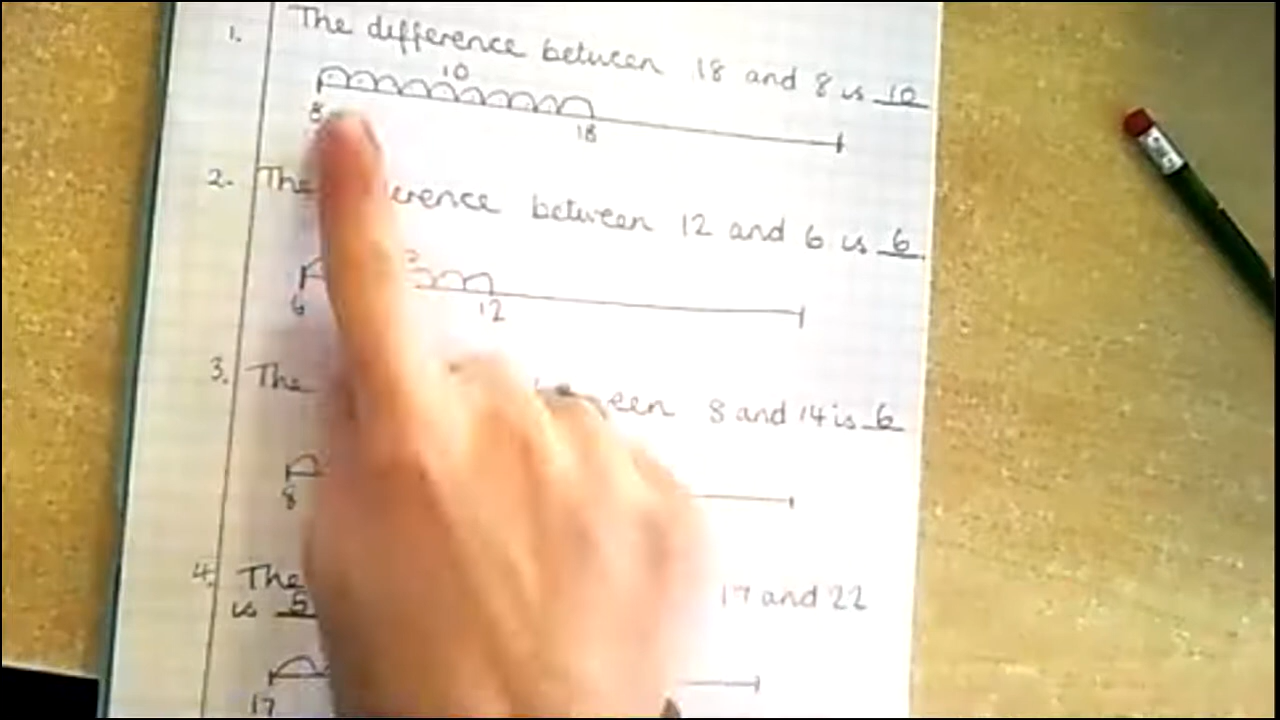 1. The difference between 18 and 8 is 10
10
8 18
2. The between 12 and 6 is 6
6 12
3. The 8 and 14 is 6
8
4. The 17 and 22
is 5
17